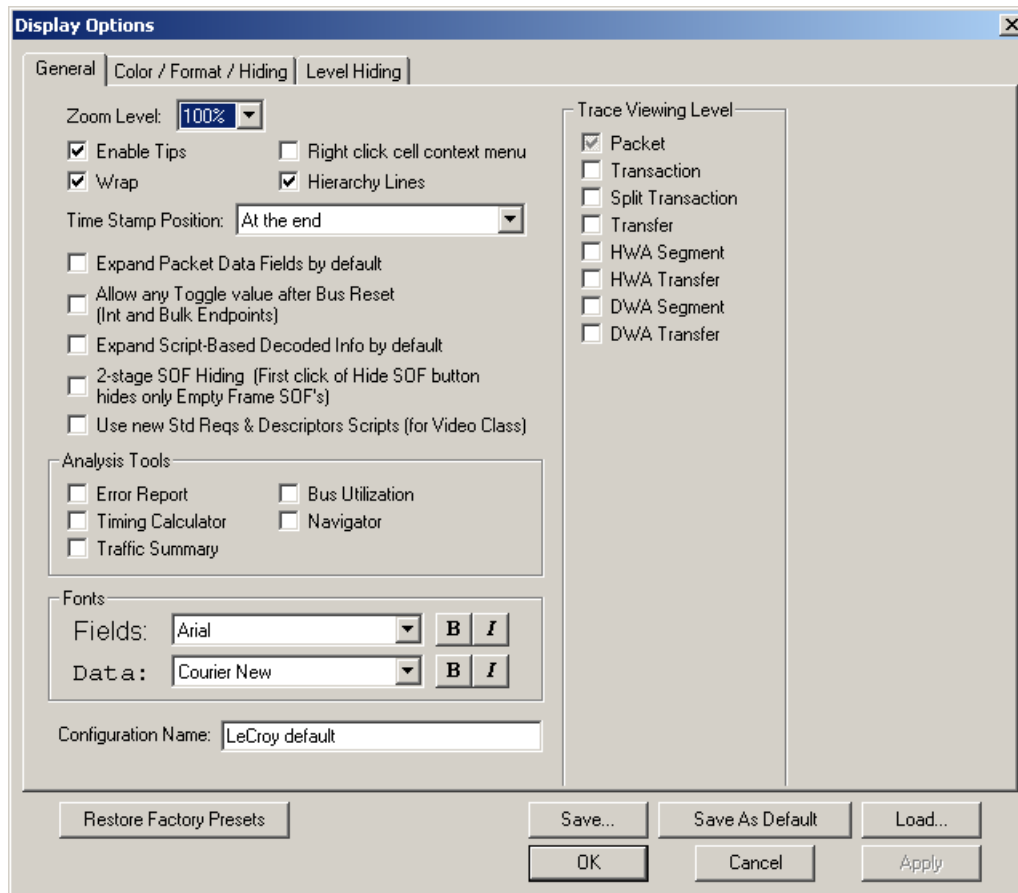 Display Options
General
Color / Format / Hiding
Level Hiding
Zoom Level: 100%
Enable Tips
Right click cell context menu
Wrap
Hierarchy Lines
Time Stamp Position: At the end
Expand Packet Data Fields by default
Allow any Toggle value after Bus Reset
(Int and Bulk Endpoints)
Expand Script-Based Decoded Info by default
2-stage SOF Hiding (First click of Hide SOF button
hides only Empty Frame SOF's)
Use new Std Reqs & Descriptors Scripts (for Video Class)
Analysis Tools
Error Report
Bus Utilization
Timing Calculator
Navigator
Traffic Summary
Fonts
Fields: Arial B I
Data: Courier New B I
Configuration Name: LeCroy default
Trace Viewing Level
Packet
Transaction
Split Transaction
Transfer
HWA Segment
HWA Transfer
DWA Segment
DWA Transfer
Restore Factory Presets
Save...
Save As Default
Load...
OK
Cancel
Apply